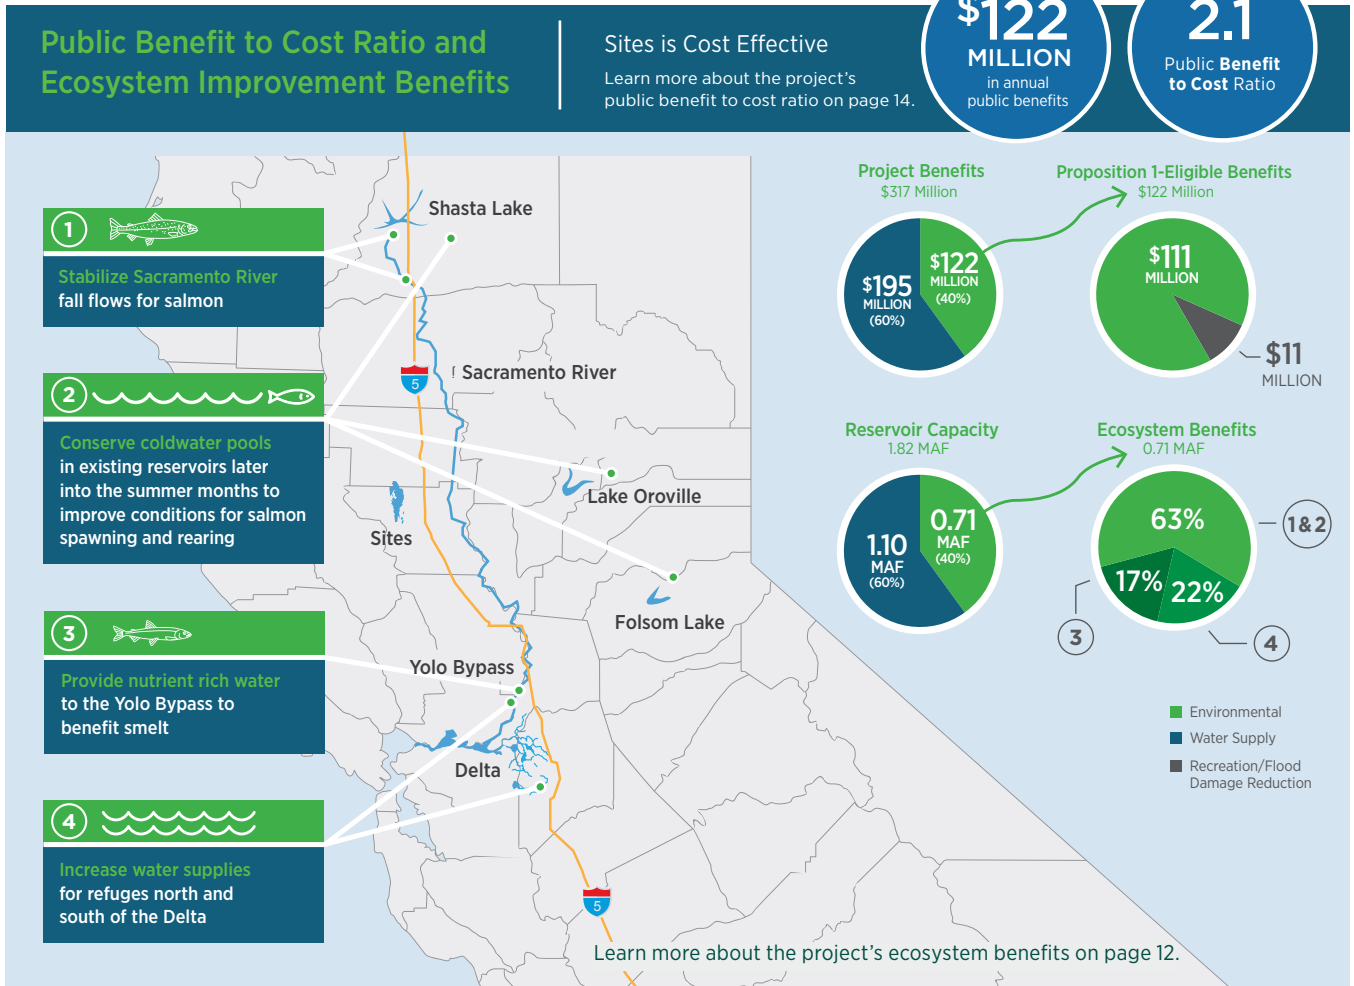 Public Benefit to Cost Ratio and
Ecosystem Improvement Benefits
Sites is Cost Effective
Learn more about the project's
public benefit to cost ratio on page 14.
$122
MILLION
in annual
public benefits
2.1
Public Benefit
to Cost Ratio
1
Stabilize Sacramento River
fall flows for salmon
2
Conserve coldwater pools
in existing reservoirs later
into the summer months to
improve conditions for salmon
spawning and rearing
3
Provide nutrient rich water
to the Yolo Bypass to
benefit smelt
4
Increase water supplies
for refuges north and
south of the Delta
Shasta Lake
5
Sacramento River
Lake Oroville
Sites
Folsom Lake
Yolo Bypass
Delta
5
Project Benefits
$317 Million
$195
MILLION
(60%)
$122
MILLION
(40%)
Proposition 1-Eligible Benefits
$122 Million
$111
MILLION
$11
MILLION
Reservoir Capacity
1.82 MAF
1.10
MAF
(60%)
0.71
MAF
(40%)
Ecosystem Benefits
0.71 MAF
63%
17%
22%
1 & 2
3
4
Environmental
Water Supply
Recreation/Flood
Damage Reduction
Learn more about the project's ecosystem benefits on page 12.